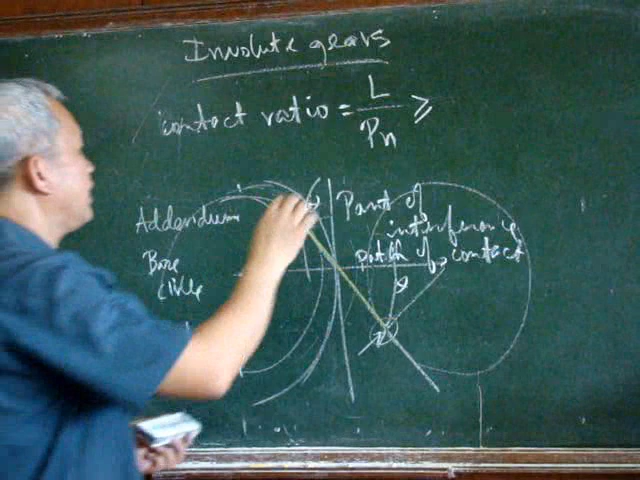 Involute gears
contact ratio = L / Pn ≥
Addendum
Base
Circle
Point of
interference
path of contact